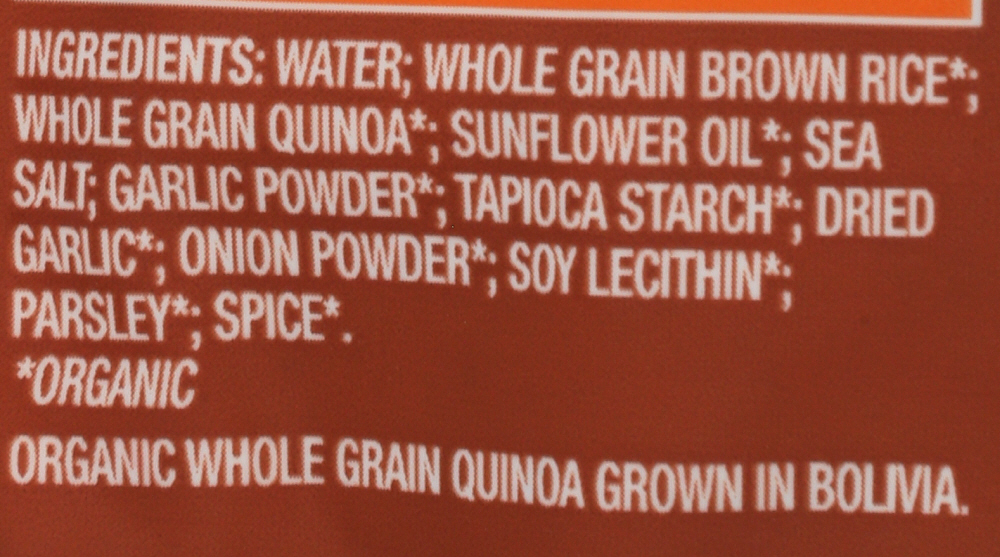 INGREDIENTS: WATER; WHOLE GRAIN BROWN RICE*;
WHOLE GRAIN QUINOA*; SUNFLOWER OIL*; SEA
SALT; GARLIC POWDER*; TAPIOCA STARCH*; DRIED
GARLIC*; ONION POWDER*; SOY LECITHIN*;
PARSLEY*; SPICE*.
*ORGANIC
ORGANIC WHOLE GRAIN QUINOA GROWN IN BOLIVIA.